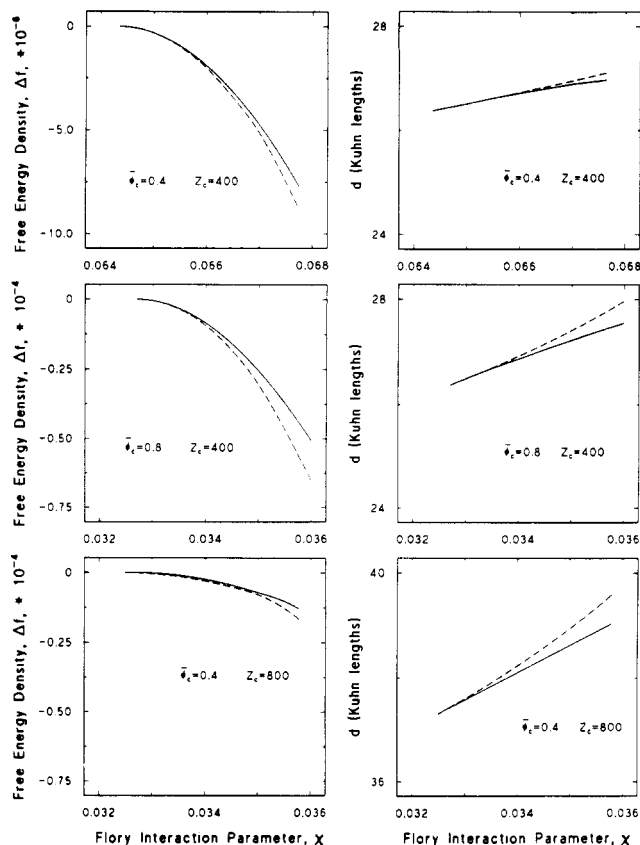 Free Energy Density, Δf, *10⁻⁶
0
-5.0
-10.0
0.064 0.066 0.068
φ̄c=0.4 Zc=400
d (Kuhn lengths)
28
24
0.064 0.066 0.068
φ̄c=0.4 Zc=400
Free Energy Density, Δf, * 10⁻⁴
0
-0.25
-0.50
-0.75
0.032 0.034 0.036
φ̄c=0.8 Zc=400
d (Kuhn lengths)
28
24
0.032 0.034 0.036
φ̄c=0.8 Zc=400
Free Energy Density, Δf, * 10⁻⁴
0
-0.25
-0.50
-0.75
0.032 0.034 0.036
φ̄c=0.4 Zc=800
Flory Interaction Parameter, χ
d (Kuhn lengths)
40
36
0.032 0.034 0.036
φ̄c=0.4 Zc=800
Flory Interaction Parameter, χ